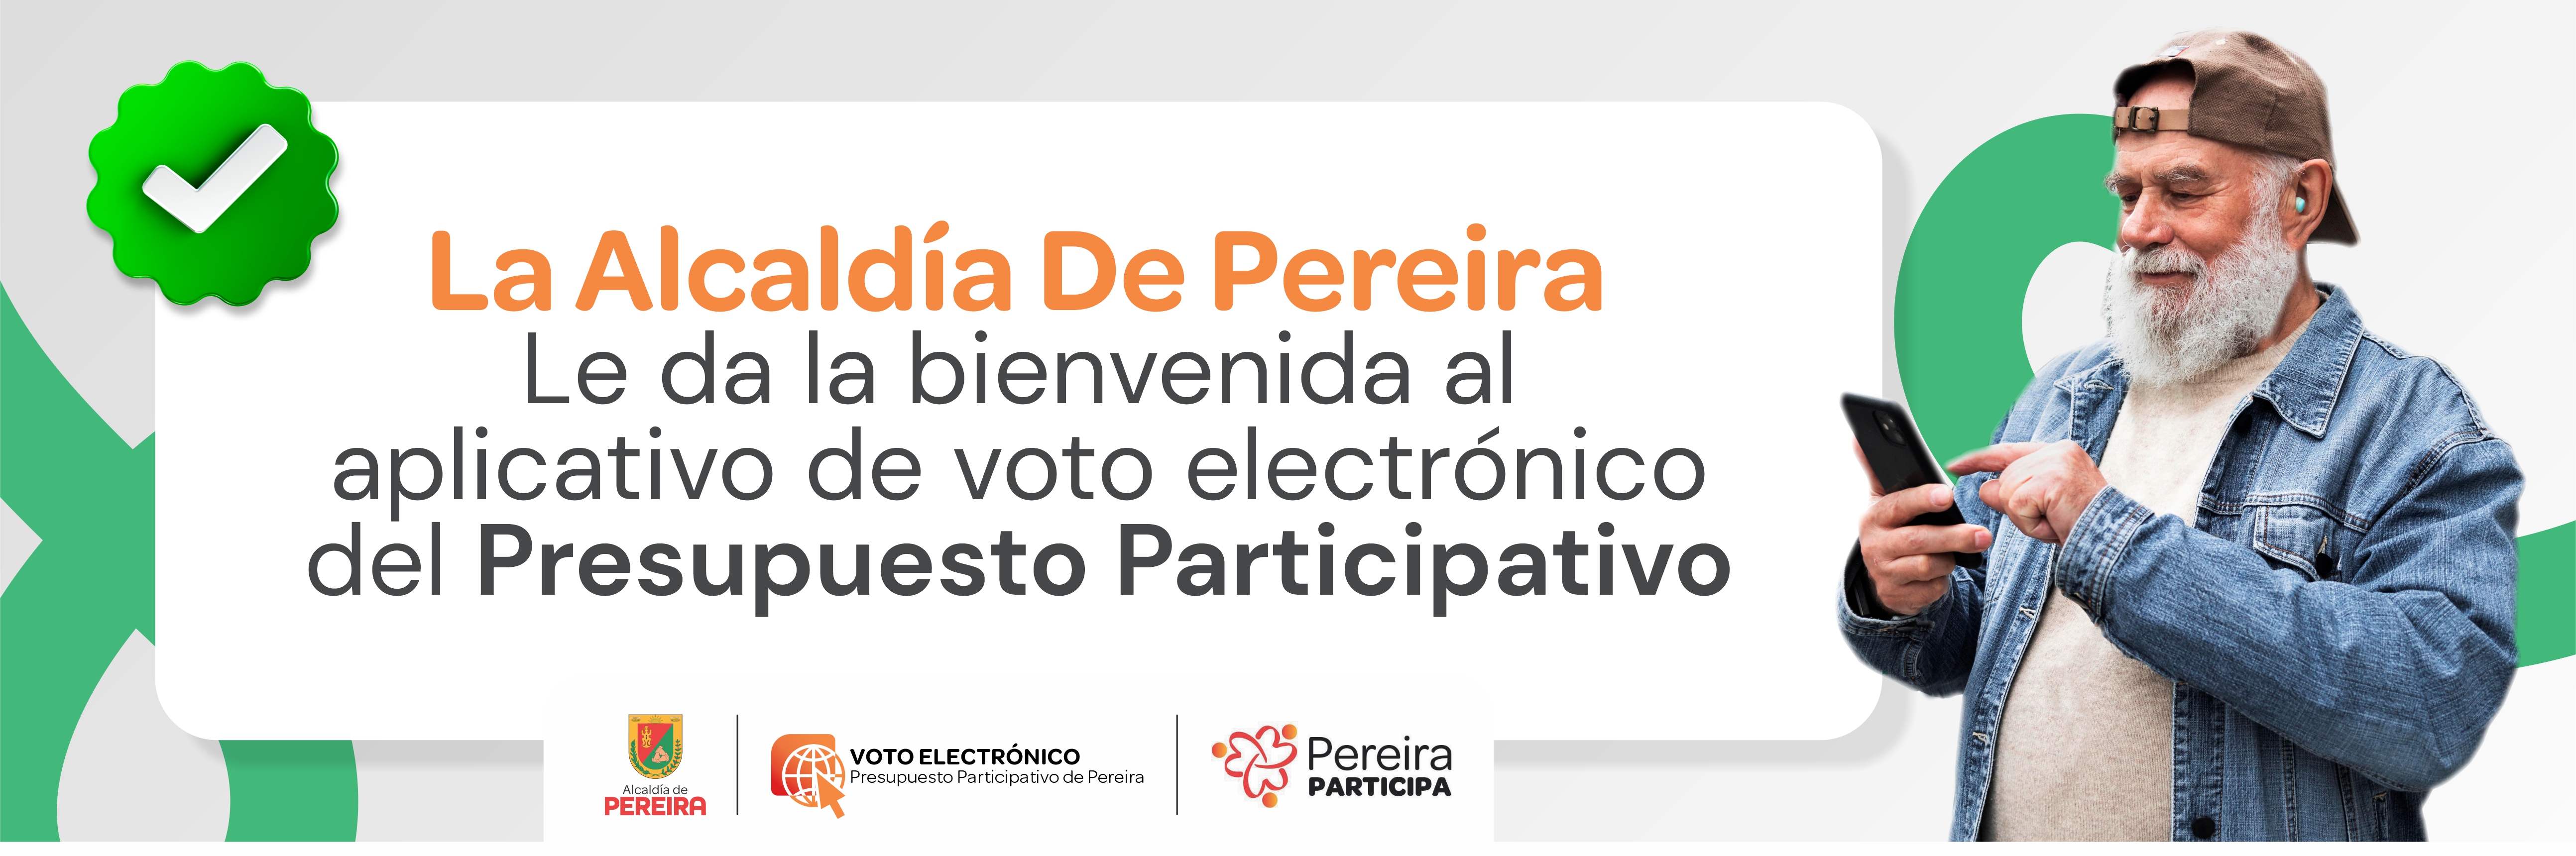 La Alcaldía De Pereira
Le da la bienvenida al
aplicativo de voto electrónico
del Presupuesto Participativo
Alcaldía de
PEREIRA
VOTO ELECTRÓNICO
Presupuesto Participativo de Pereira
Pereira
PARTICIPA